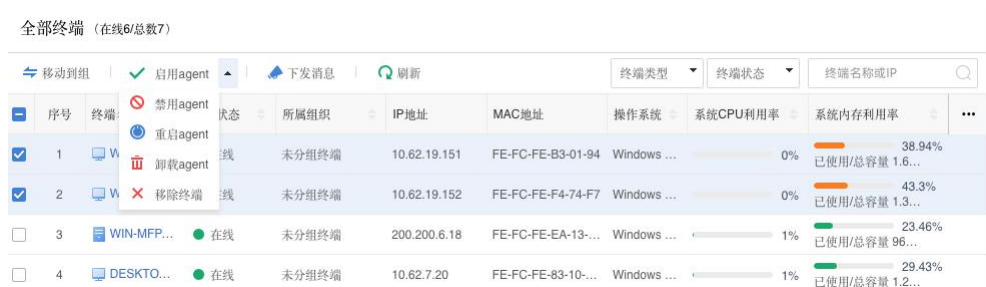 全部终端 （在线6/总数7）
移动到组 启用agent 下发消息 刷新 终端类型 终端状态 终端名称或IP
禁用agent
重启agent
卸载agent
移除终端
序号 终端 状态 所属组织 IP地址 MAC地址 操作系统 系统CPU利用率 系统内存利用率 •••
1 W 线 未分组终端 10.62.19.151 FE-FC-FE-B3-01-94 Windows ... 0% 38.94%
已使用/总容量 1.6...
2 W 线 未分组终端 10.62.19.152 FE-FC-FE-F4-74-F7 Windows ... 0% 43.3%
已使用/总容量 1.3...
3 WIN-MFP... 在线 未分组终端 200.200.6.18 FE-FC-FE-EA-13-... Windows ... 1% 23.46%
已使用/总容量 96...
4 DESKTO... 在线 未分组终端 10.62.7.20 FE-FC-FE-83-10-... Windows ... 1% 29.43%
已使用/总容量 1.2...